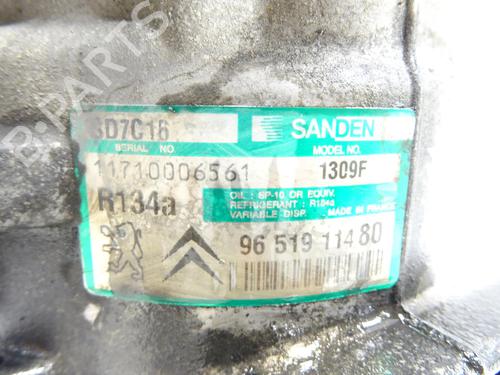 B-PARTS
SD7C16 SANDEN
SERIAL NO. MODEL NO.
11710006561 1309F
R134a
OIL : SP-10 OR EQUIV.
REFRIGERANT : R134a
VARIABLE DISP. MADE IN FRANCE
96 519 114 80